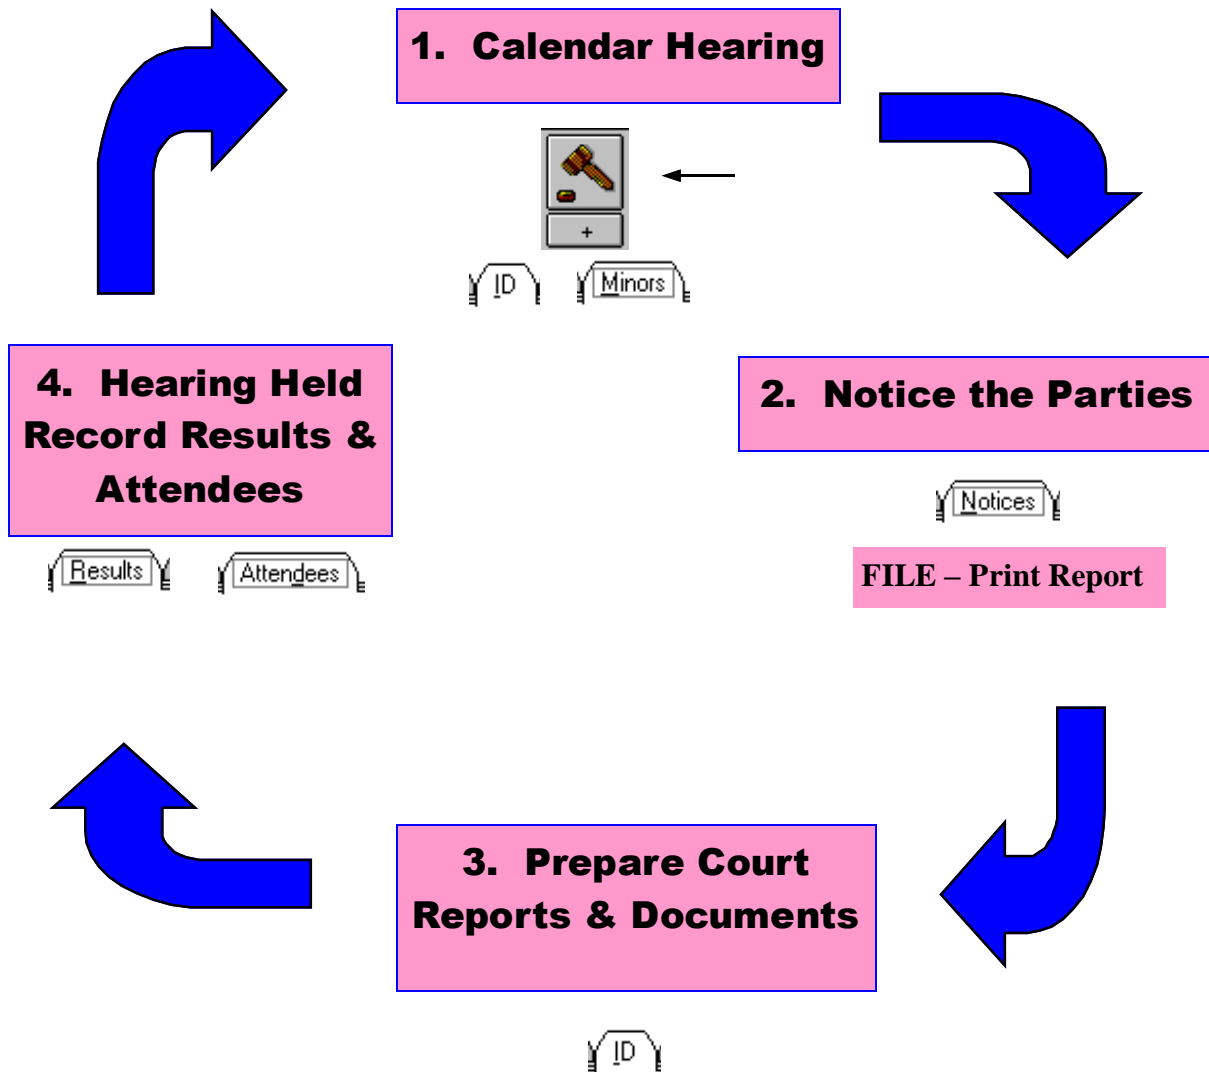 1. Calendar Hearing
+
ID
Minors
2. Notice the Parties
Notices
FILE – Print Report
3. Prepare Court
Reports & Documents
ID
4. Hearing Held
Record Results &
Attendees
Results
Attendees